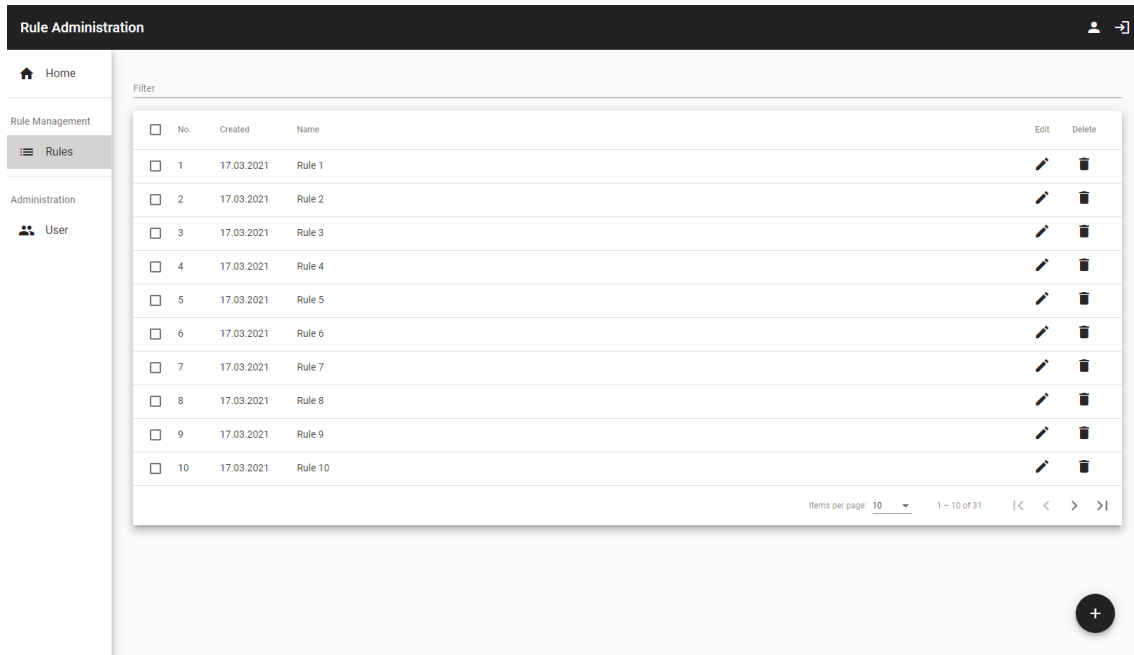 Rule Administration
Home
Filter
Rule Management
No. Created Name Edit Delete
Rules
1 17.03.2021 Rule 1
Administration
2 17.03.2021 Rule 2
User
3 17.03.2021 Rule 3
4 17.03.2021 Rule 4
5 17.03.2021 Rule 5
6 17.03.2021 Rule 6
7 17.03.2021 Rule 7
8 17.03.2021 Rule 8
9 17.03.2021 Rule 9
10 17.03.2021 Rule 10
Items per page: 10 1 – 10 of 31